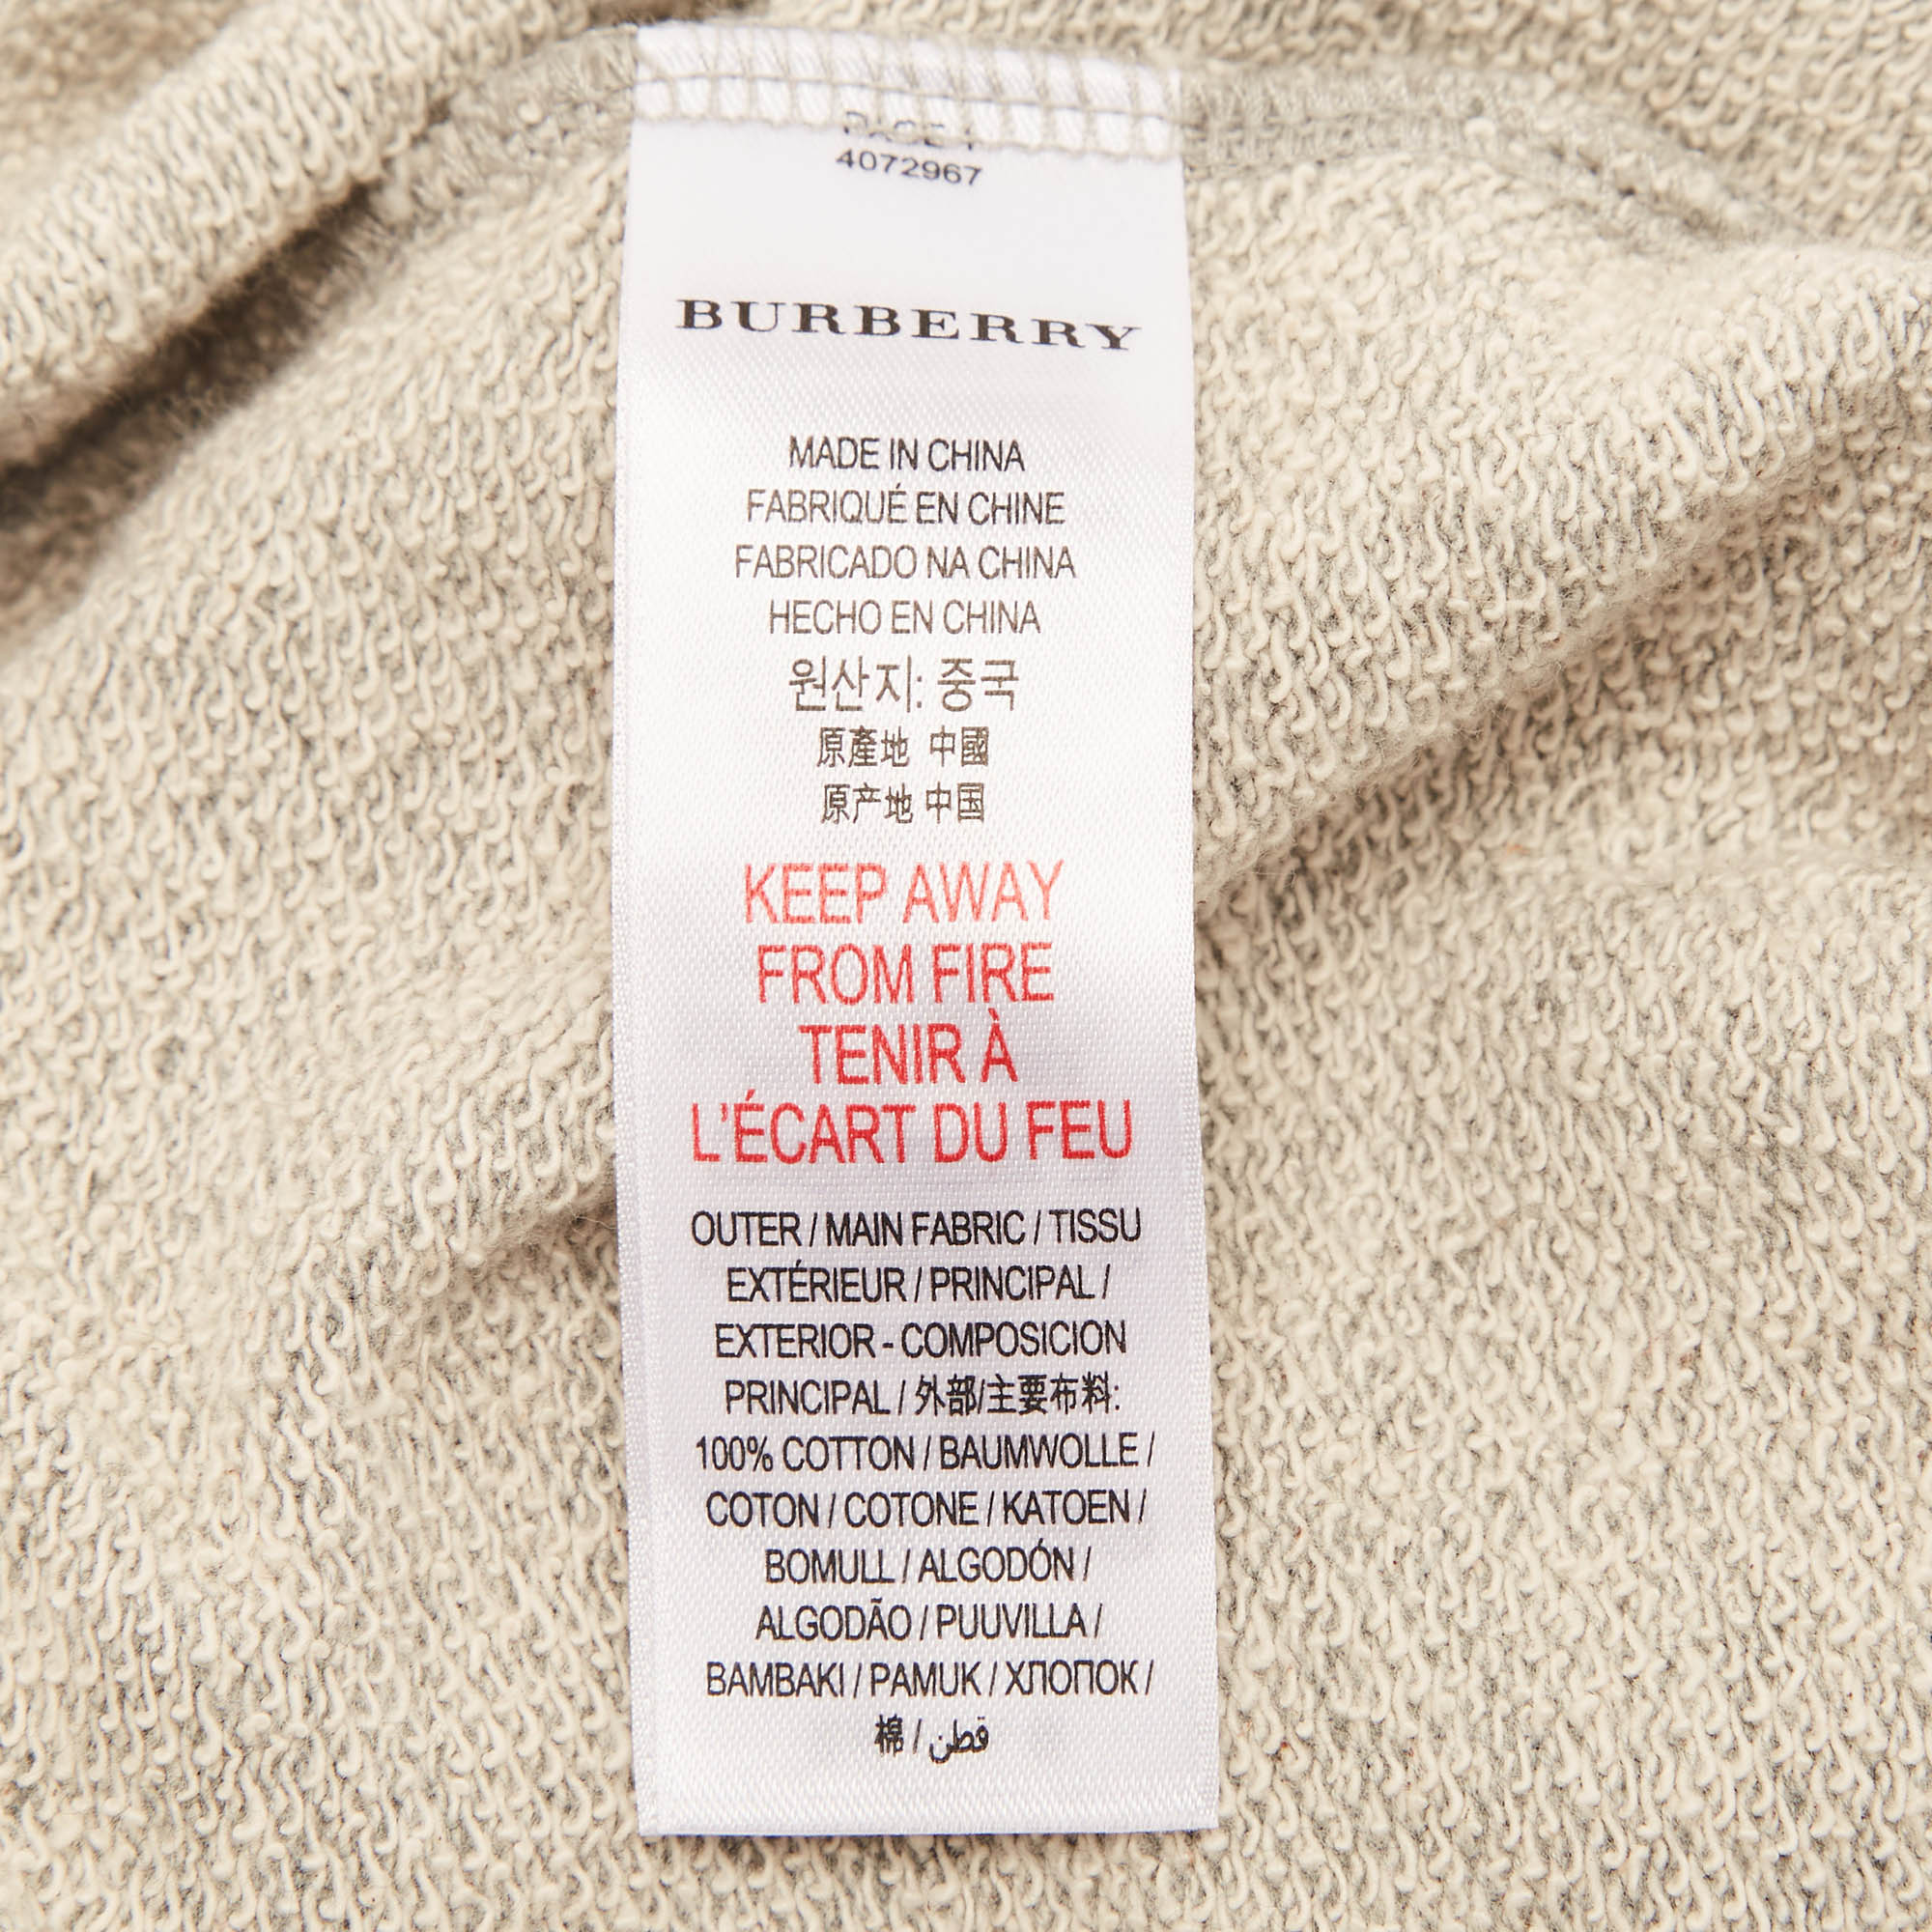 PAGE 1
4072967
BURBERRY
MADE IN CHINA
FABRIQUÉ EN CHINE
FABRICADO NA CHINA
HECHO EN CHINA
원산지: 중국
原產地 中國
原产地 中国
KEEP AWAY
FROM FIRE
TENIR À
L'ÉCART DU FEU
OUTER / MAIN FABRIC / TISSU
EXTÉRIEUR / PRINCIPAL /
EXTERIOR - COMPOSICION
PRINCIPAL / 外部/主要布料:
100% COTTON / BAUMWOLLE /
COTON / COTONE / KATOEN /
BOMULL / ALGODÓN /
ALGODÃO / PUUVILLA /
BAMBAKI / PAMUK / ХЛОПОК /
棉 / قطن